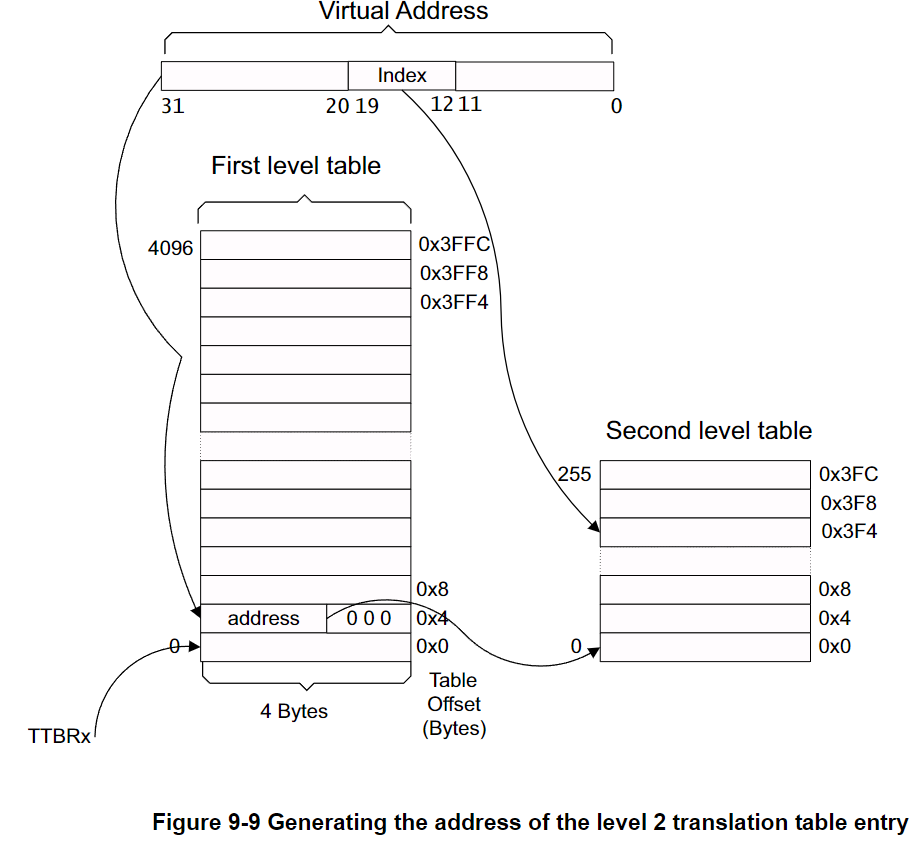 Virtual Address
Index
31 20 19 12 11 0
First level table
4096 0x3FFC
0x3FF8
0x3FF4
Second level table
255 0x3FC
0x3F8
0x3F4
0x8 0x8
address 0 0 0 0x4 0x4
0 0x0 0 0x0
Table
Offset
(Bytes)
4 Bytes
TTBRx
Figure 9-9 Generating the address of the level 2 translation table entry